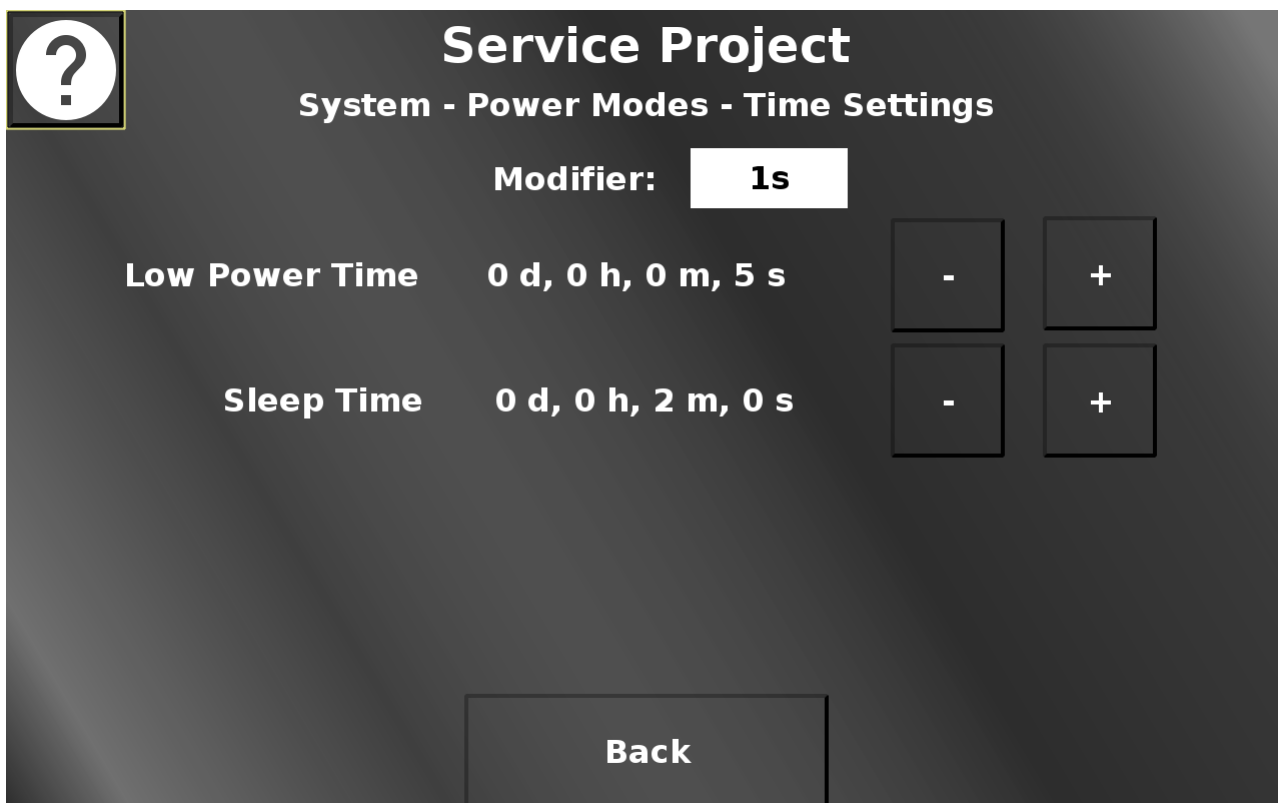 ?
Service Project
System - Power Modes - Time Settings
Modifier: 1s
Low Power Time 0 d, 0 h, 0 m, 5 s - +
Sleep Time 0 d, 0 h, 2 m, 0 s - +
Back